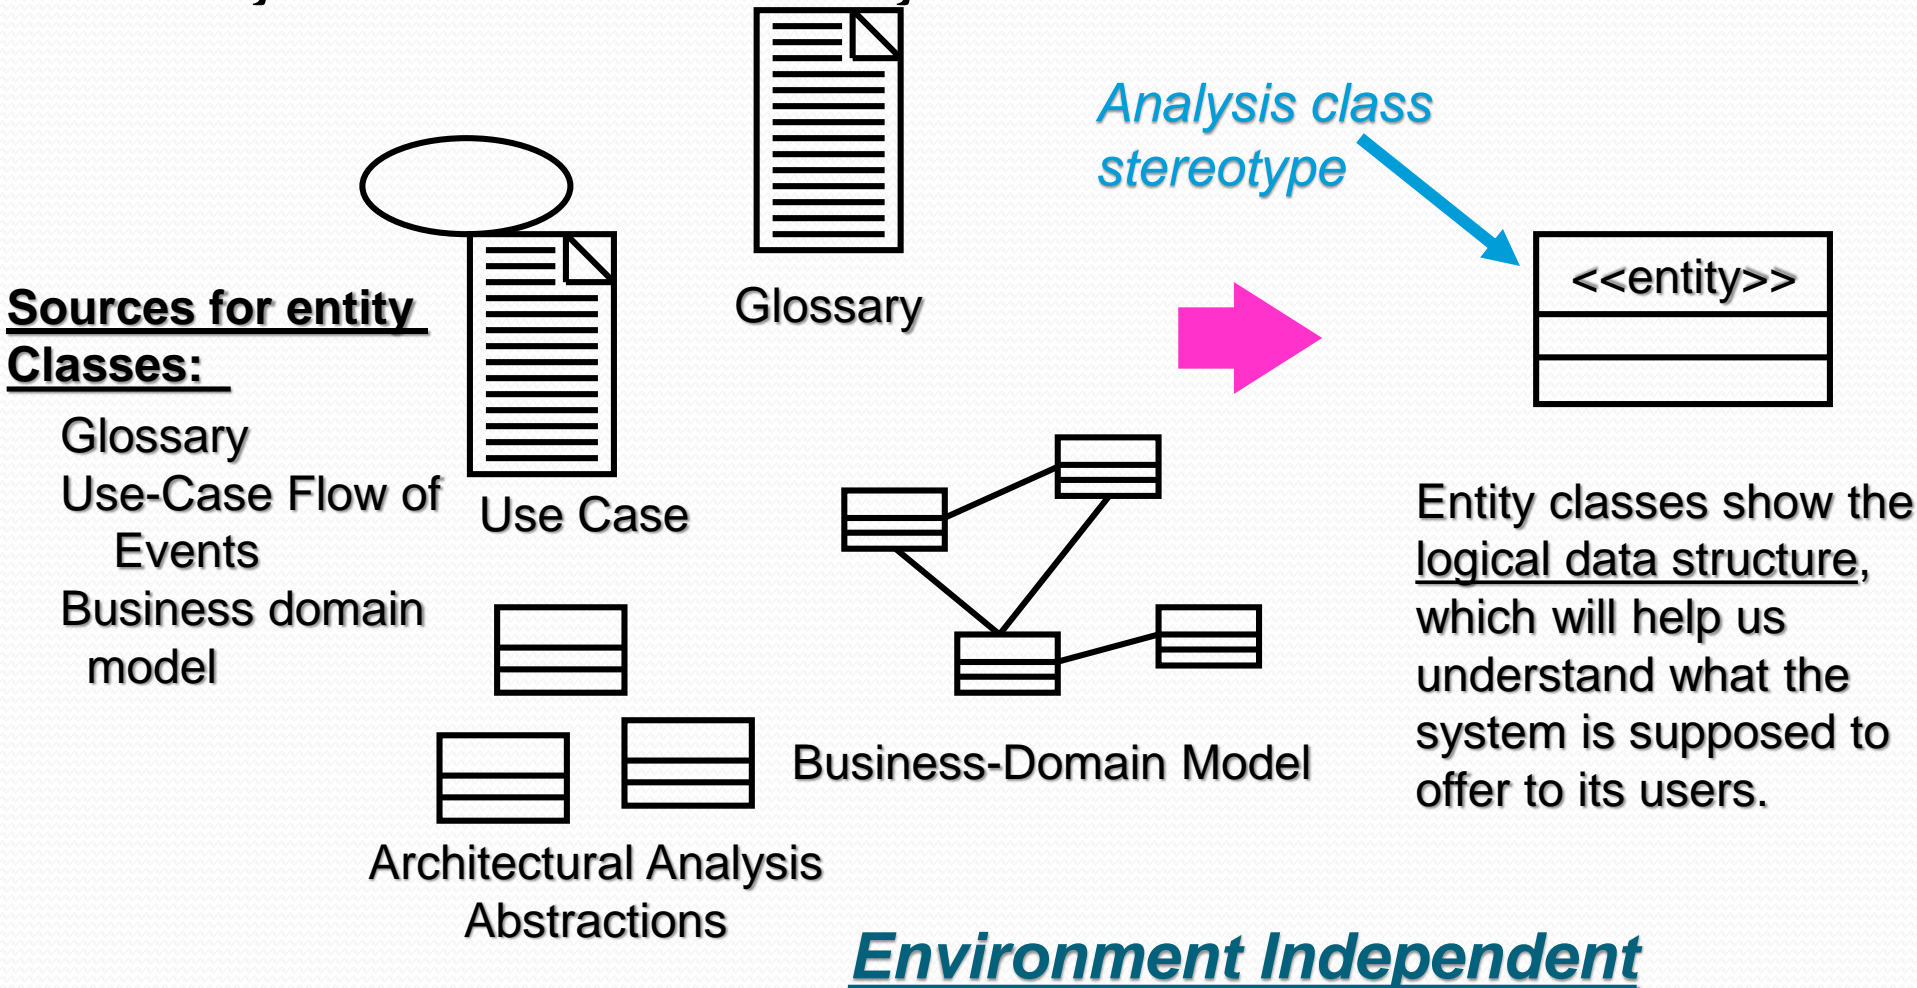 Analysis class
stereotype
<<entity>>
Glossary
Sources for entity
Classes:
Glossary
Use-Case Flow of
Events
Business domain
model
Use Case
Entity classes show the
logical data structure,
which will help us
understand what the
system is supposed to
offer to its users.
Business-Domain Model
Architectural Analysis
Abstractions
Environment Independent